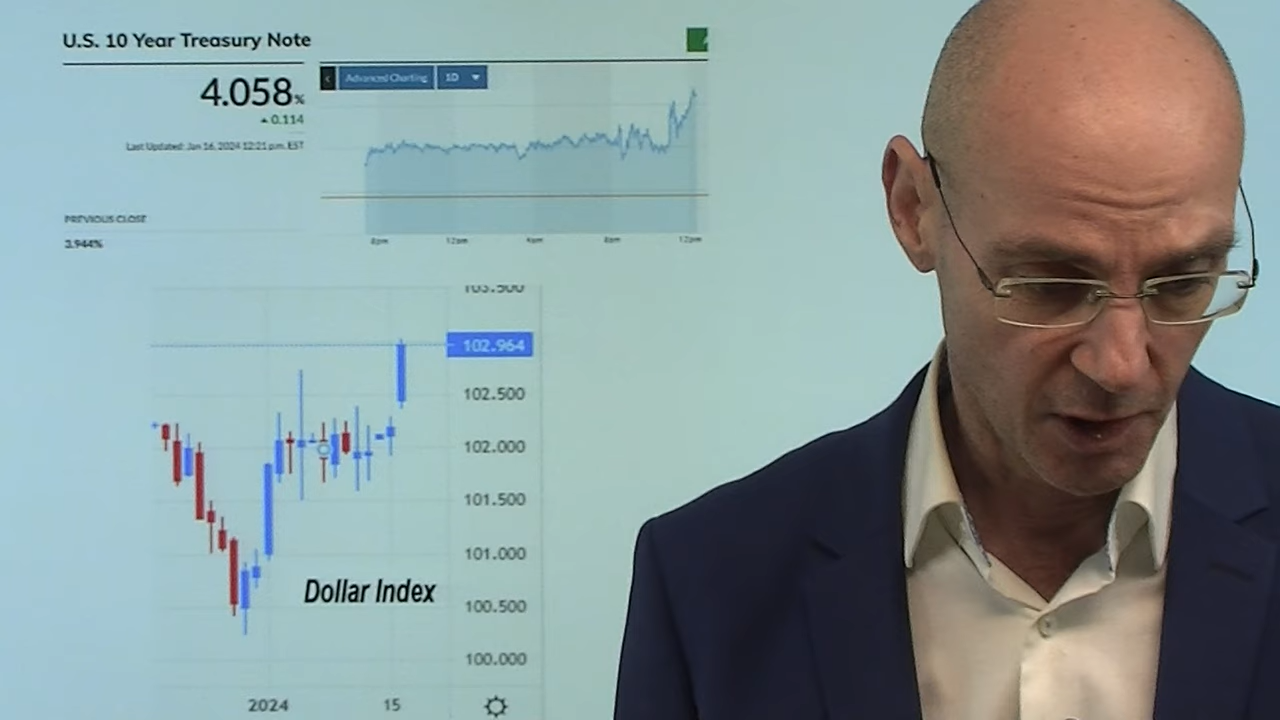 U.S. 10 Year Treasury Note
4.058%
▲0.114
Last Updated: Jan 16, 2024 12:21 p.m. EST
PREVIOUS CLOSE
3.944%
Advanced Charting 1D
8pm 12am 4am 8am 12pm
103.500
102.964
102.500
102.000
101.500
101.000
100.500
100.000
Dollar Index
2024 15